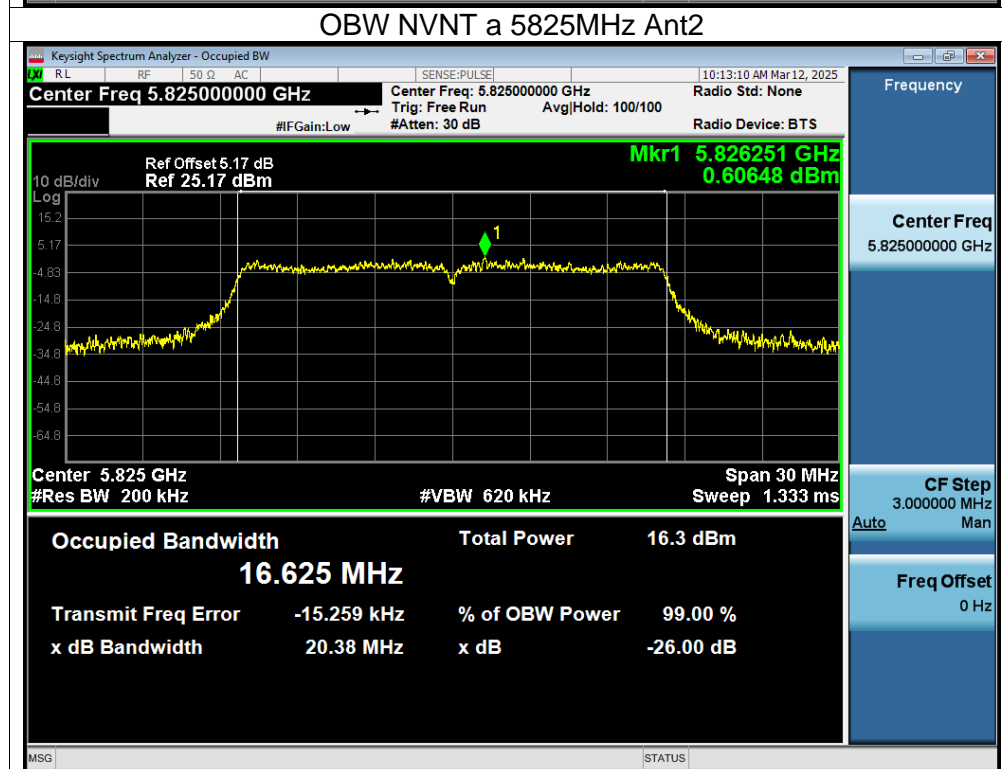 OBW NVNT a 5825MHz Ant2
Keysight Spectrum Analyzer - Occupied BW
LXI RL RF 50 Ω AC SENSE:PULSE 10:13:10 AM Mar 12, 2025
Center Freq 5.825000000 GHz
Center Freq: 5.825000000 GHz
Radio Std: None
Trig: Free Run Avg|Hold: 100/100
#IFGain:Low #Atten: 30 dB Radio Device: BTS
Mkr1 5.826251 GHz
0.60648 dBm
Ref Offset 5.17 dB
10 dB/div Ref 25.17 dBm
Log
15.2
5.17
-4.83
-14.8
-24.8
-34.8
-44.8
-54.8
-64.8
1
Center 5.825 GHz Span 30 MHz
#Res BW 200 kHz #VBW 620 kHz Sweep 1.333 ms
Occupied Bandwidth Total Power 16.3 dBm
16.625 MHz
Transmit Freq Error -15.259 kHz % of OBW Power 99.00 %
x dB Bandwidth 20.38 MHz x dB -26.00 dB
Frequency
Center Freq
5.825000000 GHz
CF Step
3.000000 MHz
Auto Man
Freq Offset
0 Hz
MSG STATUS